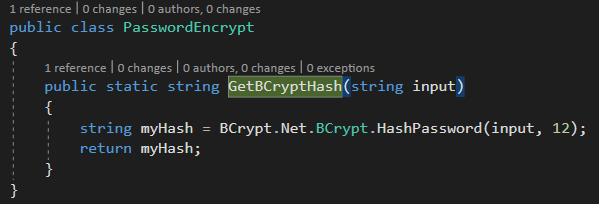 1 reference | 0 changes | 0 authors, 0 changes
public class PasswordEncrypt
{
1 reference | 0 changes | 0 authors, 0 changes | 0 exceptions
public static string GetBCryptHash(string input)
{
string myHash = BCrypt.Net.BCrypt.HashPassword(input, 12);
return myHash;
}
}